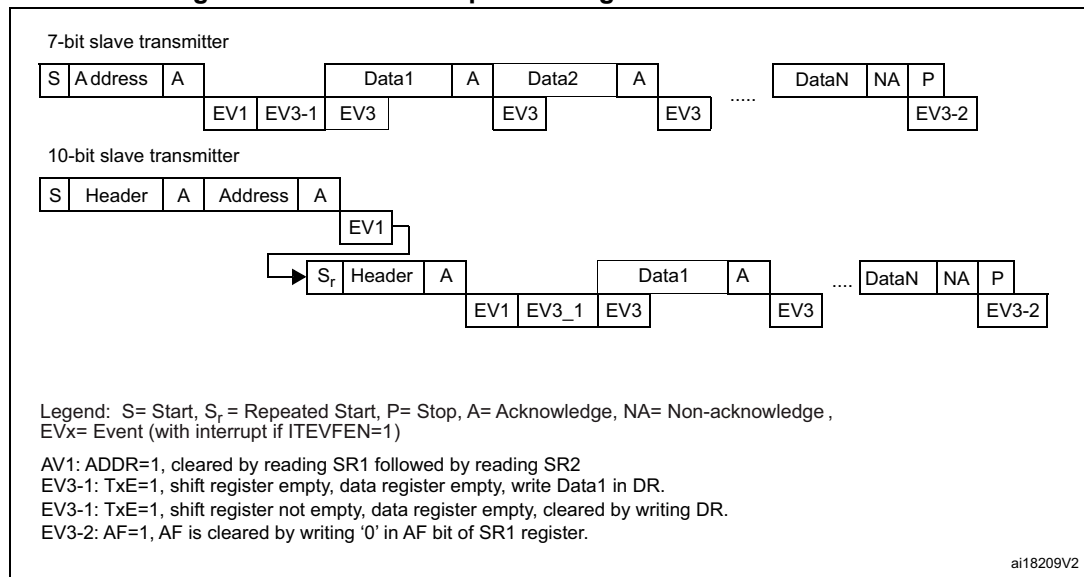 7-bit slave transmitter
S Address A Data1 A Data2 A ..... DataN NA P
EV1 EV3-1 EV3 EV3 EV3 EV3-2
10-bit slave transmitter
S Header A Address A
EV1
Sr Header A Data1 A .... DataN NA P
EV1 EV3_1 EV3 EV3 EV3-2
Legend: S= Start, Sr = Repeated Start, P= Stop, A= Acknowledge, NA= Non-acknowledge ,
EVx= Event (with interrupt if ITEVFEN=1)
AV1: ADDR=1, cleared by reading SR1 followed by reading SR2
EV3-1: TxE=1, shift register empty, data register empty, write Data1 in DR.
EV3-1: TxE=1, shift register not empty, data register empty, cleared by writing DR.
EV3-2: AF=1, AF is cleared by writing ‘0’ in AF bit of SR1 register.
ai18209V2